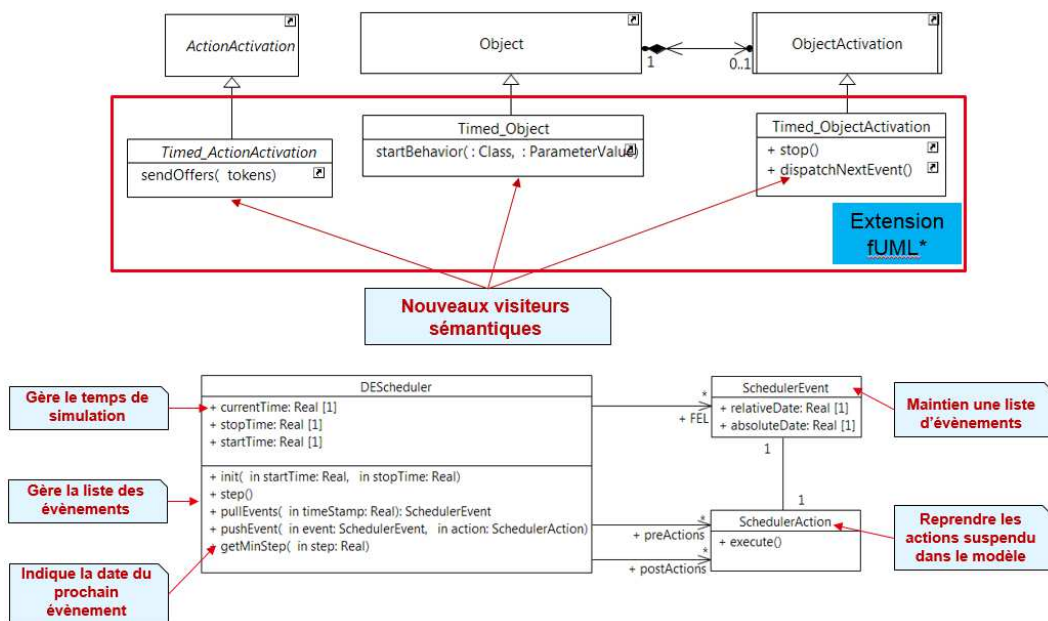 ActionActivation
Object
ObjectActivation
1
0..1
Timed_ActionActivation
sendOffers( tokens)
Timed_Object
startBehavior( : Class, : ParameterValue)
Timed_ObjectActivation
+ stop()
+ dispatchNextEvent()
Extension
fUML*
Nouveaux visiteurs
sémantiques
Gère le temps de
simulation
Gère la liste des
évènements
Indique la date du
prochain
évènement
DEScheduler
+ currentTime: Real [1]
+ stopTime: Real [1]
+ startTime: Real [1]
+ init( in startTime: Real, in stopTime: Real)
+ step()
+ pullEvents( in timeStamp: Real): SchedulerEvent
+ pushEvent( in event: SchedulerEvent, in action: SchedulerAction)
+ getMinStep( in step: Real)
*
+ FEL
*
+ preActions
*
+ postActions
SchedulerEvent
+ relativeDate: Real [1]
+ absoluteDate: Real [1]
1
1
SchedulerAction
+ execute()
Maintien une liste
d'évènements
Reprendre les
actions suspendu
dans le modèle